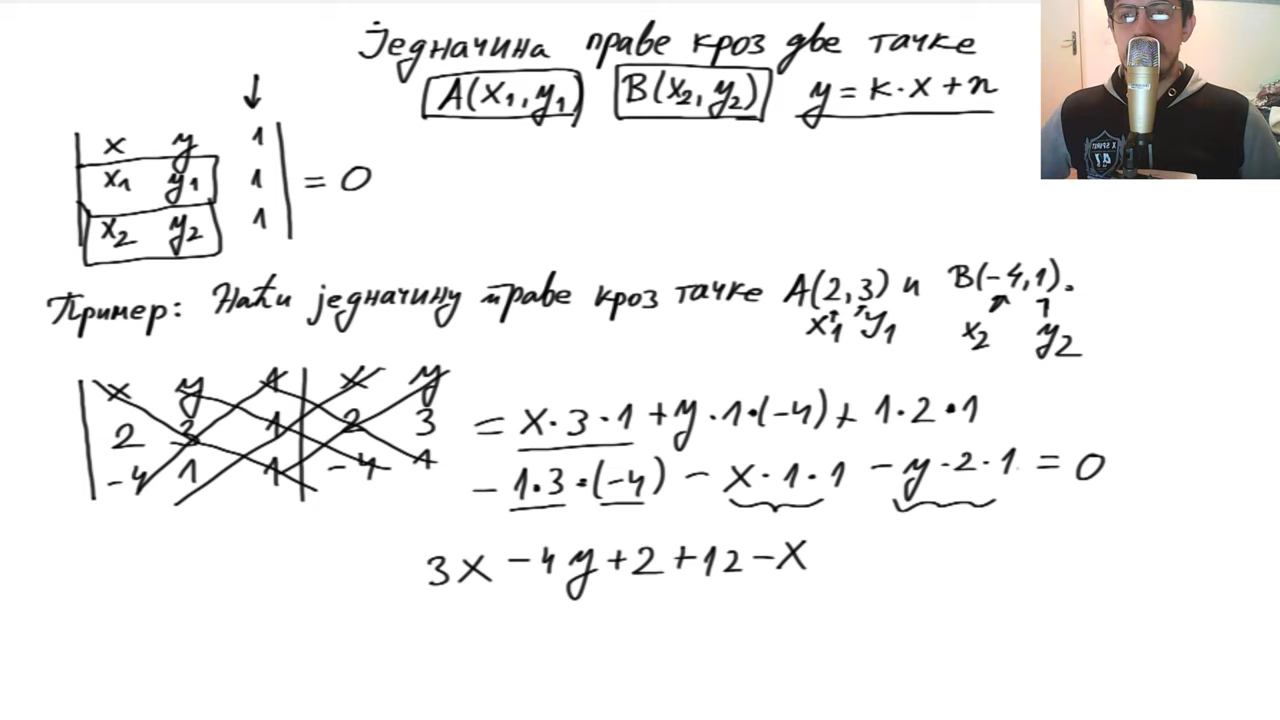 Једначина праве кроз две тачке
A(x₁, y₁) B(x₂, y₂) y = k · x + n
x y 1
x₁ y₁ 1 = 0
x₂ y₂ 1
Пример: Наћи једначину праве кроз тачке A(2,3) и B(-4,1).
x₁ y₁ x₂ y₂
x y 1 x y
2 3 1 2 3 = x · 3 · 1 + y · 1 · (-4) + 1 · 2 · 1
-4 1 1 -4 1 - 1 · 3 · (-4) - x · 1 · 1 - y · 2 · 1 = 0
3x - 4y + 2 + 12 - x